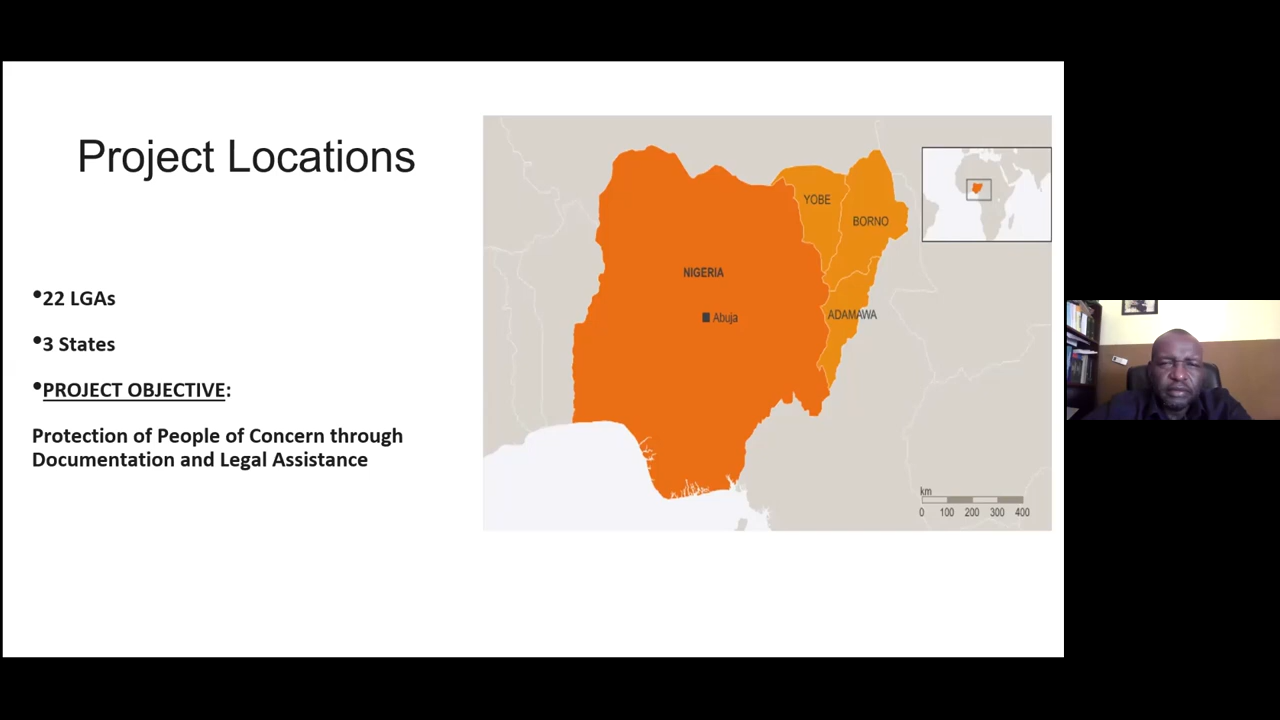 Project Locations
•22 LGAs
•3 States
•PROJECT OBJECTIVE:
Protection of People of Concern through
Documentation and Legal Assistance
YOBE
BORNO
NIGERIA
Abuja
ADAMAWA
km
0 100 200 300 400